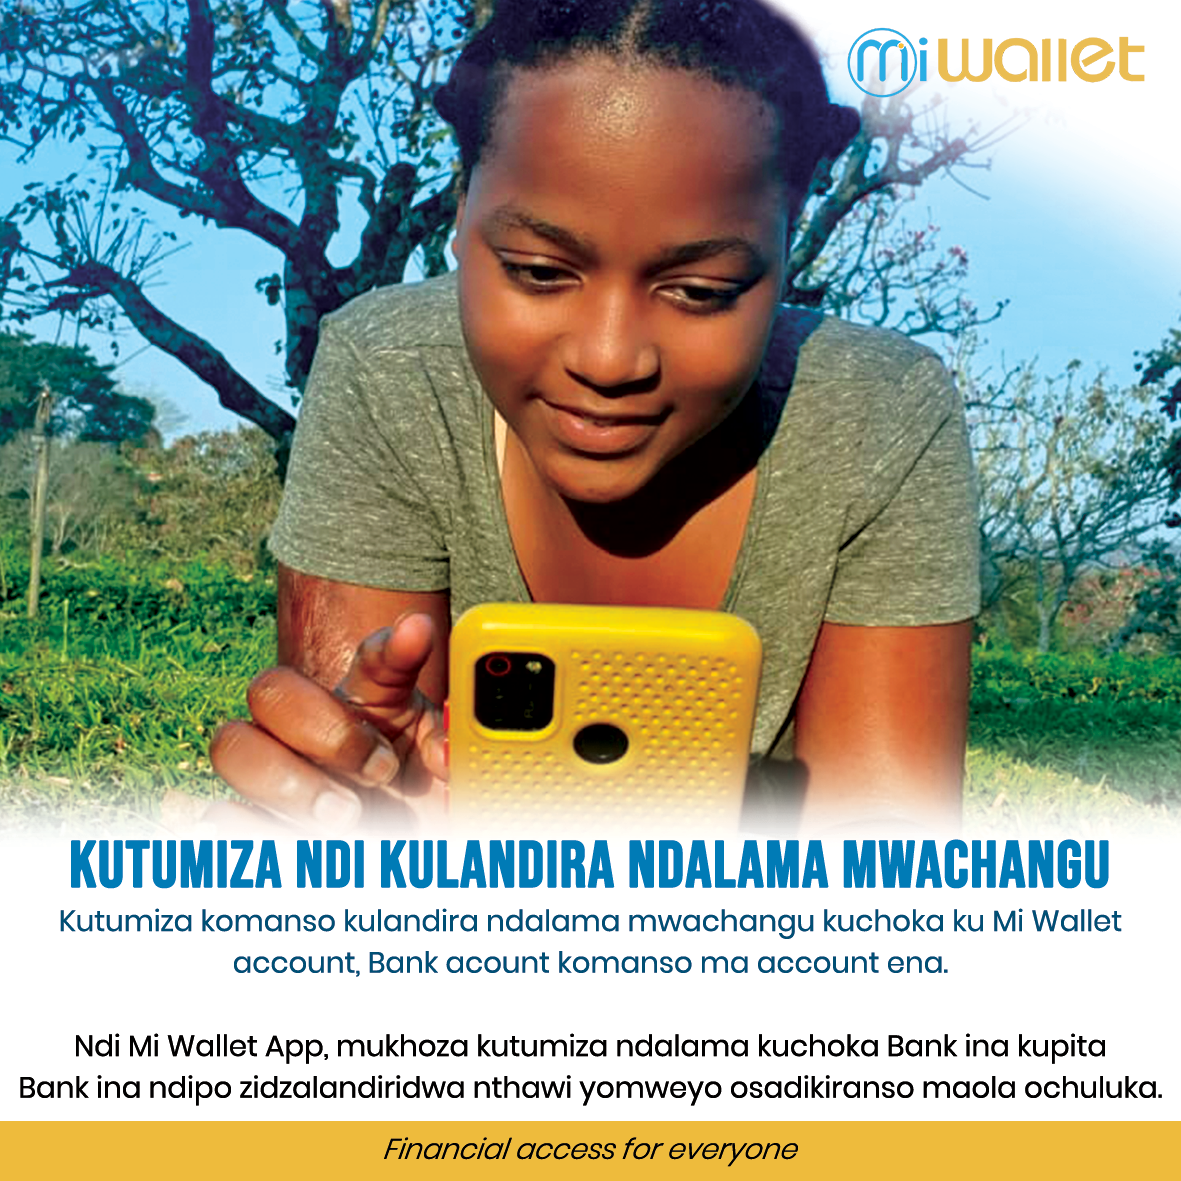 mi wallet
KUTUMIZA NDI KULANDIRA NDALAMA MWACHANGU
Kutumiza komanso kulandira ndalama mwachangu kuchoka ku Mi Wallet
account, Bank acount komanso ma account ena.
Ndi Mi Wallet App, mukhoza kutumiza ndalama kuchoka Bank ina kupita
Bank ina ndipo zidzalandiridwa nthawi yomweyo osadikiranso maola ochuluka.
Financial access for everyone